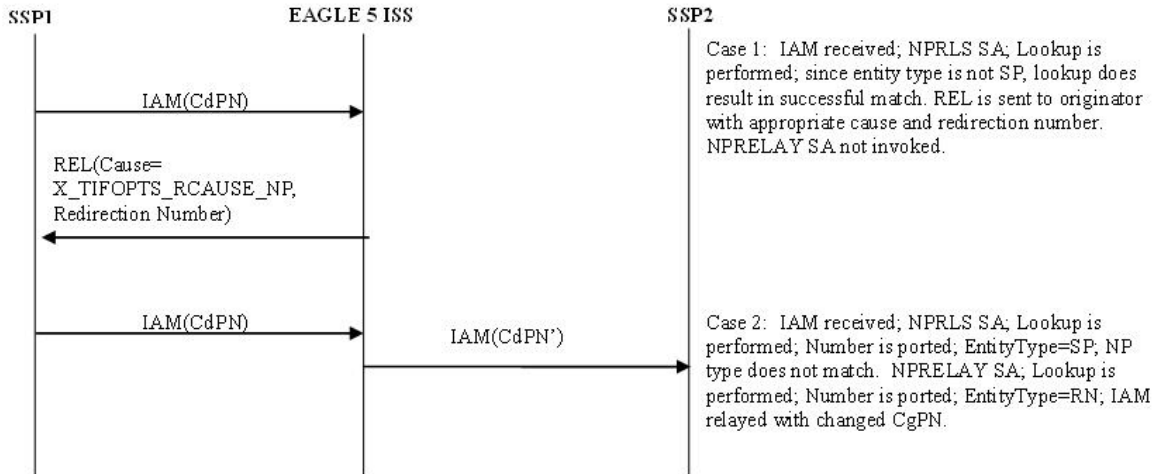 SSP1 EAGLE 5 ISS SSP2
Case 1: IAM received; NPRLS SA; Lookup is
performed; since entity type is not SP, lookup does
result in successful match. REL is sent to originator
with appropriate cause and redirection number.
NPRELAY SA not invoked.
IAM(CdPN)
REL(Cause=
X_TIFOPTS_RCAUSE_NP,
Redirection Number)
IAM(CdPN)
IAM(CdPN’)
Case 2: IAM received; NPRLS SA; Lookup is
performed; Number is ported; EntityType=SP; NP
type does not match. NPRELAY SA; Lookup is
performed; Number is ported; EntityType=RN; IAM
relayed with changed CgPN.